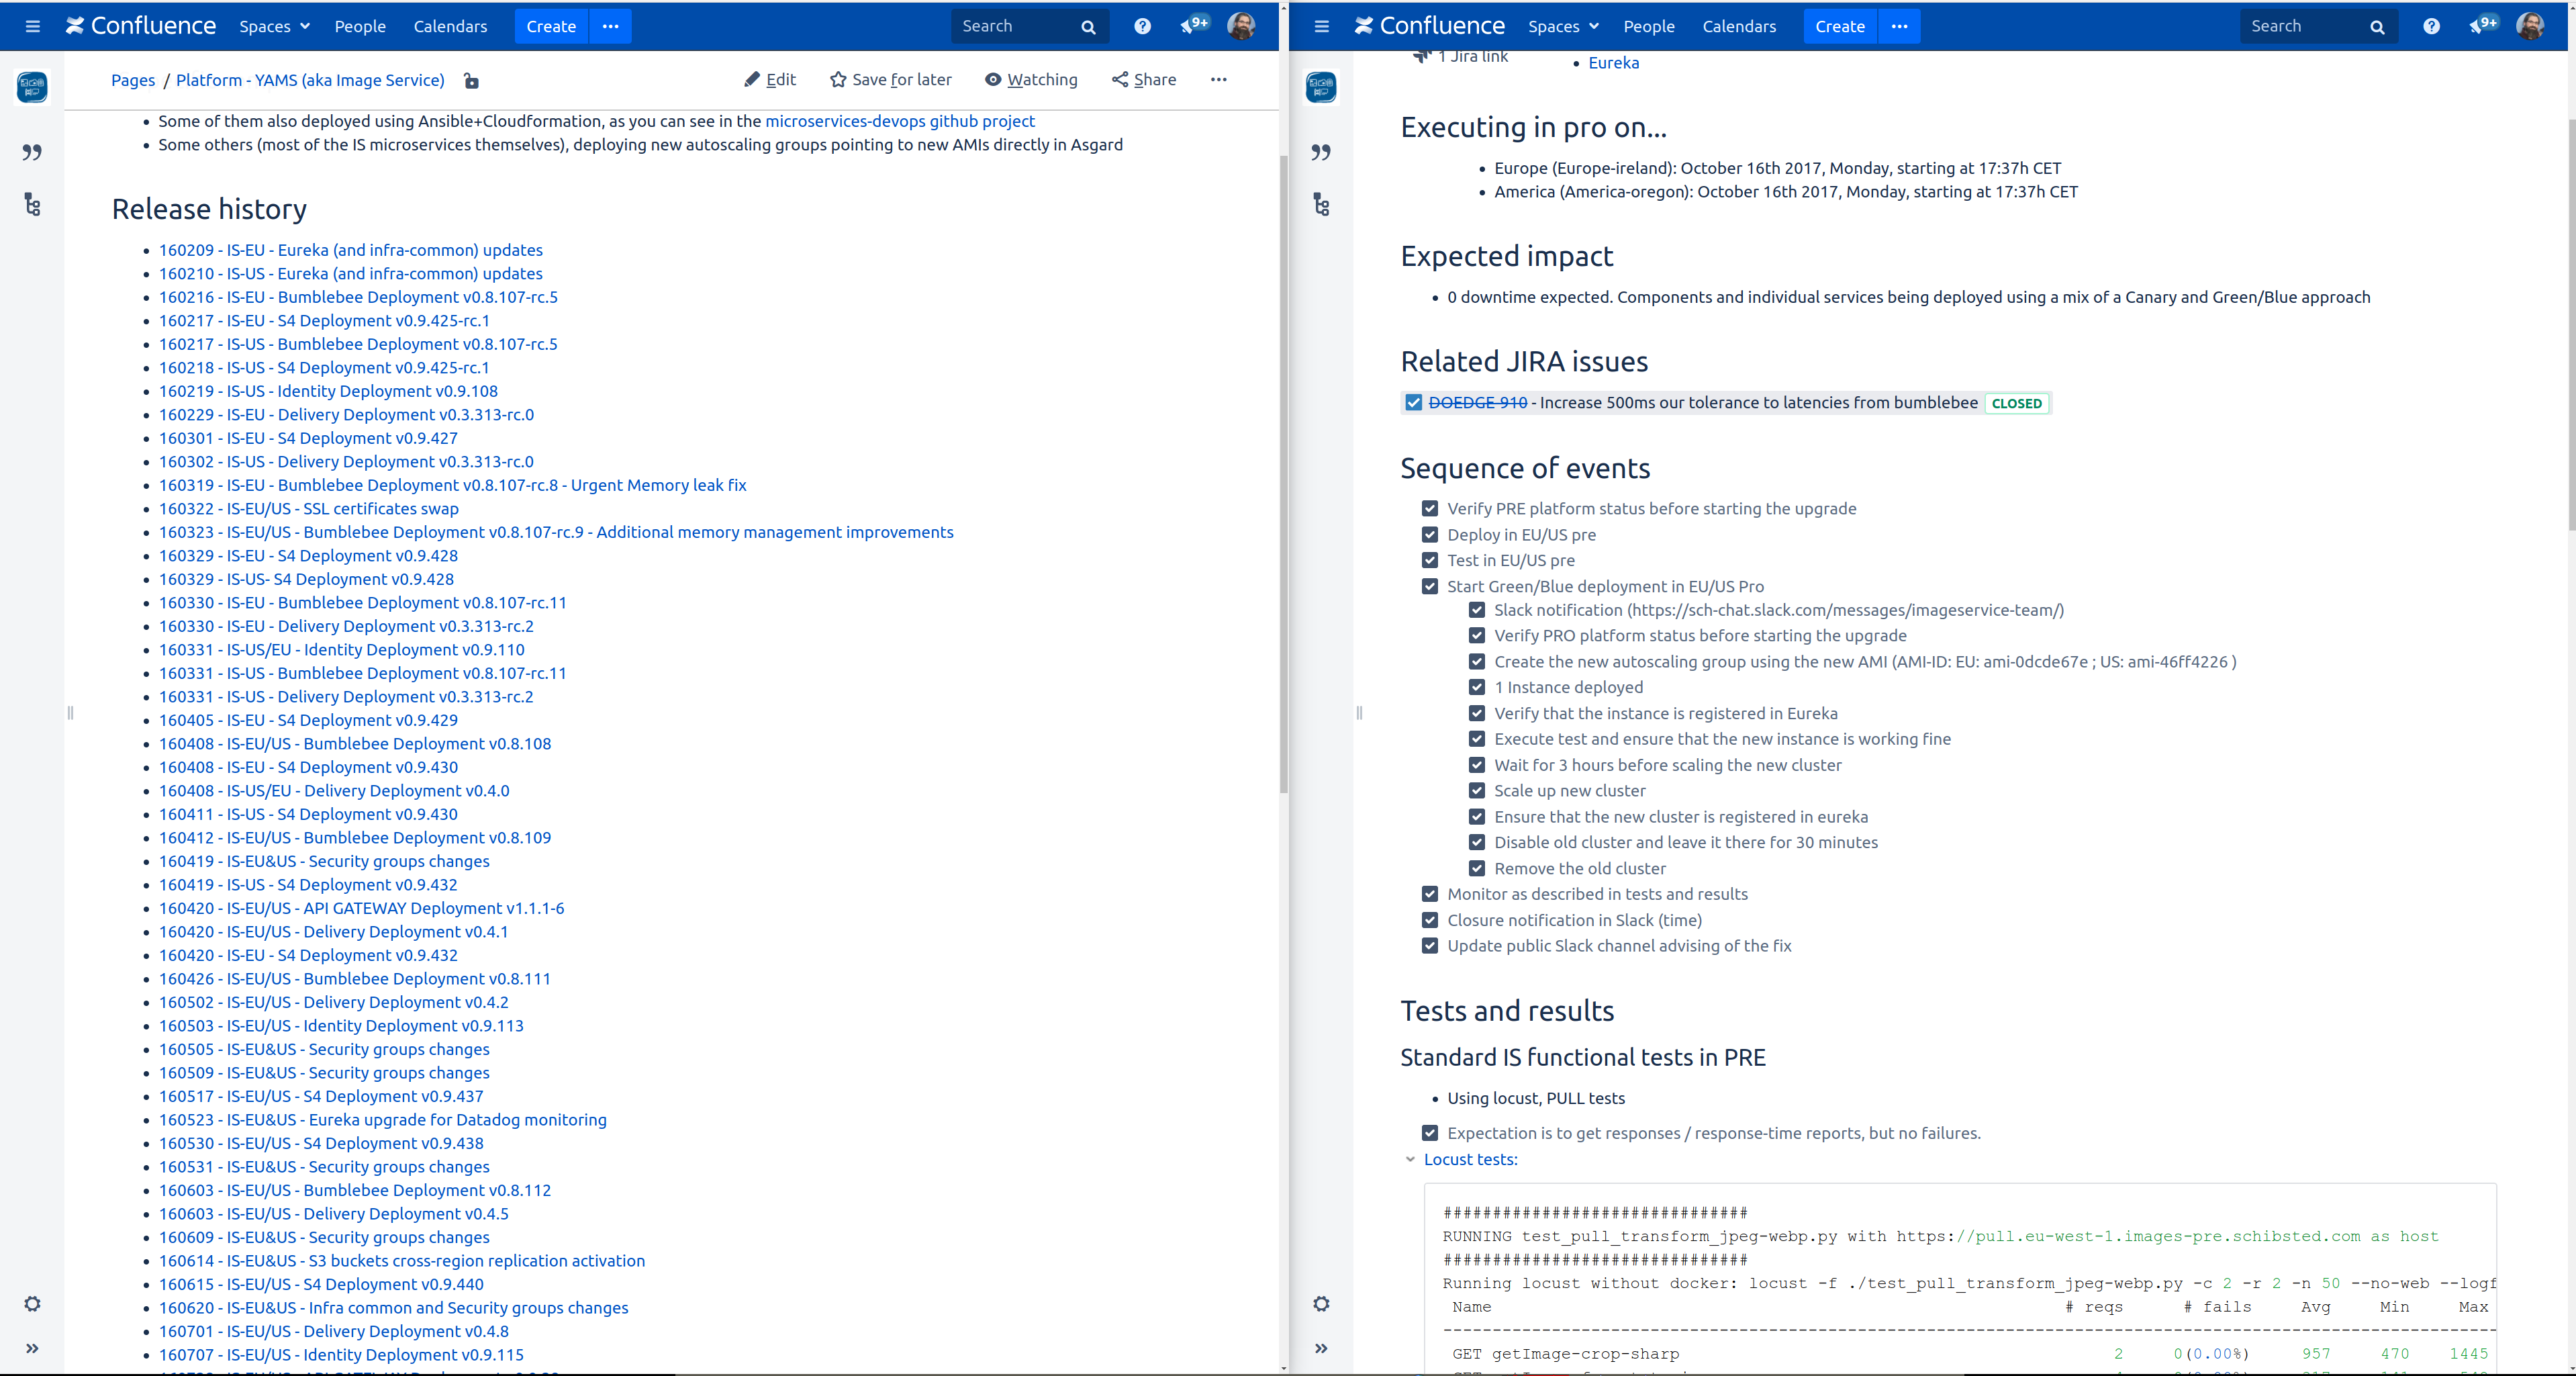 Confluence Spaces People Calendars Create ··· Search 9+
Pages / Platform - YAMS (aka Image Service) Edit Save for later Watching Share ···
Some of them also deployed using Ansible+Cloudformation, as you can see in the microservices-devops github project
Some others (most of the IS microservices themselves), deploying new autoscaling groups pointing to new AMIs directly in Asgard
Release history
160209 - IS-EU - Eureka (and infra-common) updates
160210 - IS-US - Eureka (and infra-common) updates
160216 - IS-EU - Bumblebee Deployment v0.8.107-rc.5
160217 - IS-EU - S4 Deployment v0.9.425-rc.1
160217 - IS-US - Bumblebee Deployment v0.8.107-rc.5
160218 - IS-US - S4 Deployment v0.9.425-rc.1
160219 - IS-US - Identity Deployment v0.9.108
160229 - IS-EU - Delivery Deployment v0.3.313-rc.0
160301 - IS-EU - S4 Deployment v0.9.427
160302 - IS-US - Delivery Deployment v0.3.313-rc.0
160319 - IS-EU - Bumblebee Deployment v0.8.107-rc.8 - Urgent Memory leak fix
160322 - IS-EU/US - SSL certificates swap
160323 - IS-EU/US - Bumblebee Deployment v0.8.107-rc.9 - Additional memory management improvements
160329 - IS-EU - S4 Deployment v0.9.428
160329 - IS-US- S4 Deployment v0.9.428
160330 - IS-EU - Bumblebee Deployment v0.8.107-rc.11
160330 - IS-EU - Delivery Deployment v0.3.313-rc.2
160331 - IS-US/EU - Identity Deployment v0.9.110
160331 - IS-US - Bumblebee Deployment v0.8.107-rc.11
160331 - IS-US - Delivery Deployment v0.3.313-rc.2
160405 - IS-EU - S4 Deployment v0.9.429
160408 - IS-EU/US - Bumblebee Deployment v0.8.108
160408 - IS-EU - S4 Deployment v0.9.430
160408 - IS-US/EU - Delivery Deployment v0.4.0
160411 - IS-US - S4 Deployment v0.9.430
160412 - IS-EU/US - Bumblebee Deployment v0.8.109
160419 - IS-EU&US - Security groups changes
160419 - IS-US - S4 Deployment v0.9.432
160420 - IS-EU/US - API GATEWAY Deployment v1.1.1-6
160420 - IS-EU/US - Delivery Deployment v0.4.1
160420 - IS-EU - S4 Deployment v0.9.432
160426 - IS-EU/US - Bumblebee Deployment v0.8.111
160502 - IS-EU/US - Delivery Deployment v0.4.2
160503 - IS-EU/US - Identity Deployment v0.9.113
160505 - IS-EU&US - Security groups changes
160509 - IS-EU&US - Security groups changes
160517 - IS-EU/US - S4 Deployment v0.9.437
160523 - IS-EU&US - Eureka upgrade for Datadog monitoring
160530 - IS-EU/US - S4 Deployment v0.9.438
160531 - IS-EU&US - Security groups changes
160603 - IS-EU/US - Bumblebee Deployment v0.8.112
160603 - IS-EU/US - Delivery Deployment v0.4.5
160609 - IS-EU&US - Security groups changes
160614 - IS-EU&US - S3 buckets cross-region replication activation
160615 - IS-EU/US - S4 Deployment v0.9.440
160620 - IS-EU&US - Infra common and Security groups changes
160701 - IS-EU/US - Delivery Deployment v0.4.8
160707 - IS-EU/US - Identity Deployment v0.9.115
Confluence Spaces People Calendars Create ··· Search 9+
1 Jira link
Eureka
Executing in pro on...
Europe (Europe-ireland): October 16th 2017, Monday, starting at 17:37h CET
America (America-oregon): October 16th 2017, Monday, starting at 17:37h CET
Expected impact
0 downtime expected. Components and individual services being deployed using a mix of a Canary and Green/Blue approach
Related JIRA issues
DOEDGE-910 - Increase 500ms our tolerance to latencies from bumblebee CLOSED
Sequence of events
Verify PRE platform status before starting the upgrade
Deploy in EU/US pre
Test in EU/US pre
Start Green/Blue deployment in EU/US Pro
Slack notification (https://sch-chat.slack.com/messages/imageservice-team/)
Verify PRO platform status before starting the upgrade
Create the new autoscaling group using the new AMI (AMI-ID: EU: ami-0dcde67e ; US: ami-46ff4226 )
1 Instance deployed
Verify that the instance is registered in Eureka
Execute test and ensure that the new instance is working fine
Wait for 3 hours before scaling the new cluster
Scale up new cluster
Ensure that the new cluster is registered in eureka
Disable old cluster and leave it there for 30 minutes
Remove the old cluster
Monitor as described in tests and results
Closure notification in Slack (time)
Update public Slack channel advising of the fix
Tests and results
Standard IS functional tests in PRE
Using locust, PULL tests
Expectation is to get responses / response-time reports, but no failures.
Locust tests:
###############################
RUNNING test_pull_transform_jpeg-webp.py with https://pull.eu-west-1.images-pre.schibsted.com as host
###############################
Running locust without docker: locust -f ./test_pull_transform_jpeg-webp.py -c 2 -r 2 -n 50 --no-web --logf
Name # reqs # fails Avg Min Max
GET getImage-crop-sharp 2 0(0.00%) 957 470 1445